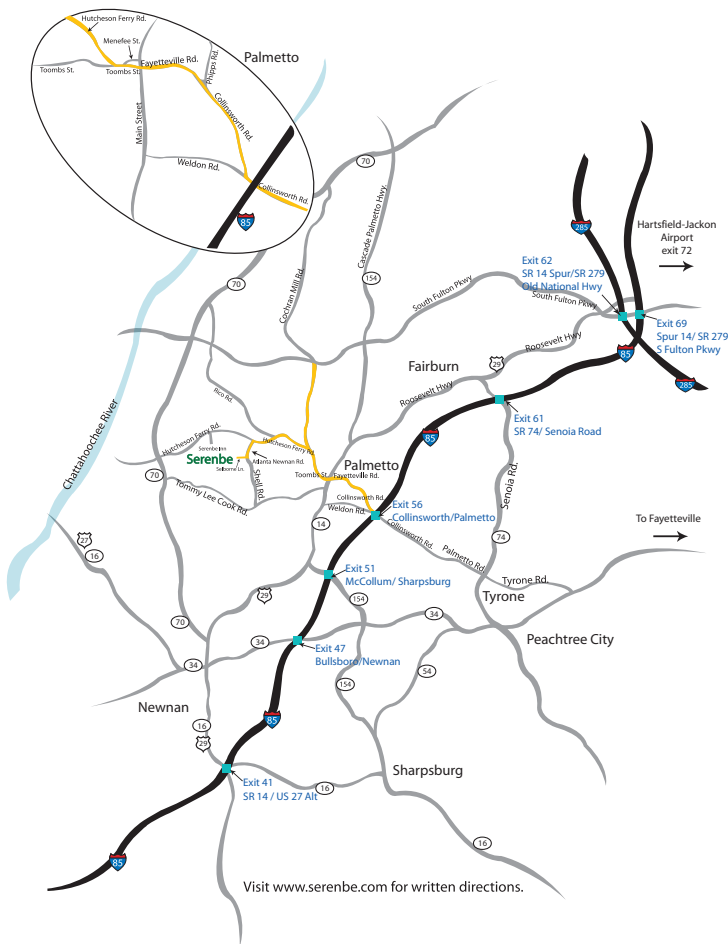 Hutcheson Ferry Rd.
Menefee St.
Palmetto
Fayetteville Rd.
Phipps Rd.
Toombs St.
Toombs St.
Collinsworth Rd.
Main Street
Weldon Rd.
Collinsworth Rd.
85
70
Cascade Palmetto Hwy.
285
Hartsfield-Jackon
Airport
exit 72
Exit 62
SR 14 Spur/SR 279
Old National Hwy
70
154
Cochran Mill Rd.
South Fulton Pkwy
South Fulton Pkwy
Exit 69
Spur 14/ SR 279
S Fulton Pkwy
Roosevelt Hwy
29
85
Fairburn
285
Roosevelt Hwy
Chattahoochee River
Rico Rd.
Exit 61
SR 74/ Senoia Road
85
Hutcheson Ferry Rd.
Hutcheson Ferry Rd.
Serenbe Inn
Serenbe
Atlanta Newnan Rd.
Selborne Ln.
Palmetto
70
Shell Rd.
Toombs St.
Fayetteville Rd.
Senoia Rd.
Tommy Lee Cook Rd.
Collinsworth Rd.
Weldon Rd.
Exit 56
Collinsworth/Palmetto
14
Collinsworth Rd.
To Fayetteville
27
16
74
Palmetto Rd
Exit 51
McCollum/ Sharpsburg
Tyrone Rd.
29
154
Tyrone
70
34
34
Peachtree City
34
Exit 47
Bullsboro/Newnan
54
154
Newnan
85
16
29
Sharpsburg
Exit 41
SR 14 / US 27 Alt
16
16
85
Visit www.serenbe.com for written directions.